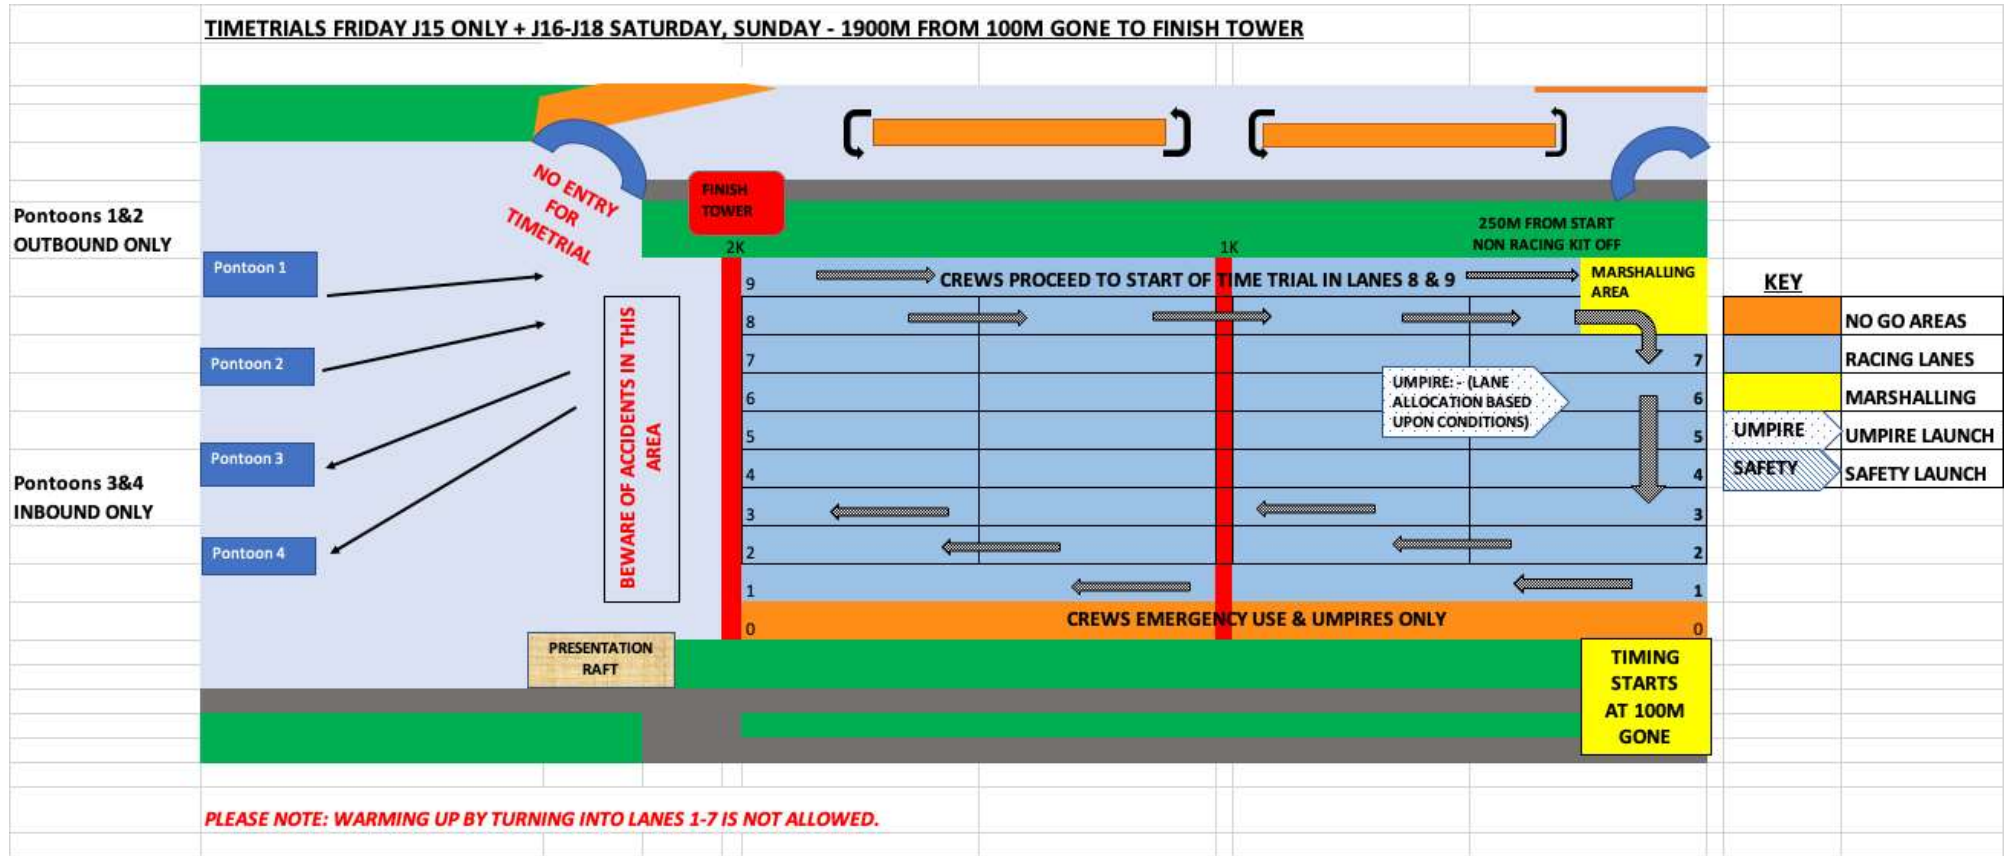 TIMETRIALS FRIDAY J15 ONLY + J16-J18 SATURDAY, SUNDAY - 1900M FROM 100M GONE TO FINISH TOWER
Pontoons 1&2
OUTBOUND ONLY
Pontoons 3&4
INBOUND ONLY
Pontoon 1
Pontoon 2
Pontoon 3
Pontoon 4
NO ENTRY
FOR
TIMETRIAL
FINISH
TOWER
BEWARE OF ACCIDENTS IN THIS
AREA
PRESENTATION
RAFT
2K
1K
250M FROM START
NON RACING KIT OFF
9
CREWS PROCEED TO START OF TIME TRIAL IN LANES 8 & 9
MARSHALLING
AREA
8
7
7
6
6
5
5
4
4
3
3
2
2
1
1
0
0
UMPIRE: - (LANE
ALLOCATION BASED
UPON CONDITIONS)
CREWS EMERGENCY USE & UMPIRES ONLY
TIMING
STARTS
AT 100M
GONE
KEY
NO GO AREAS
RACING LANES
MARSHALLING
UMPIRE
UMPIRE LAUNCH
SAFETY
SAFETY LAUNCH
PLEASE NOTE: WARMING UP BY TURNING INTO LANES 1-7 IS NOT ALLOWED.